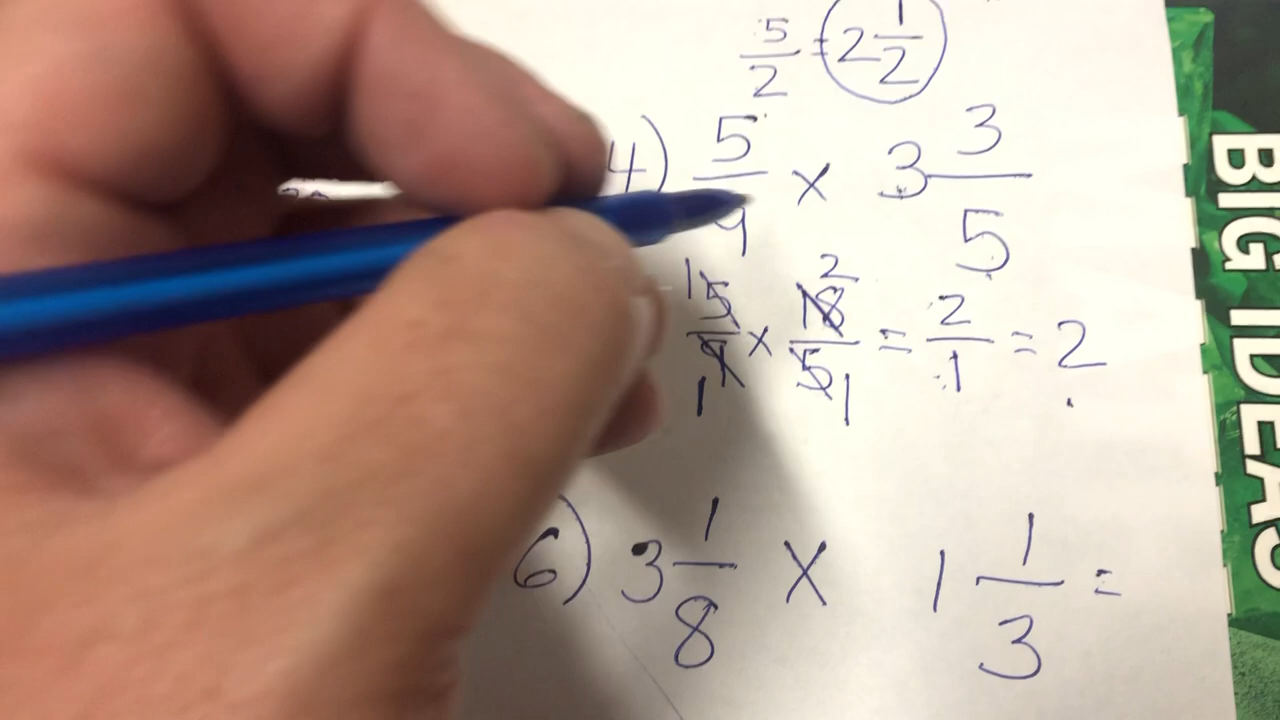 5/2 = 2 1/2
4) 5/9 x 3 3/5
1 5/9 1 x 2 18/5 1 = 2/1 = 2
6) 3 1/8 x 1 1/3 =
BIG IDEAS